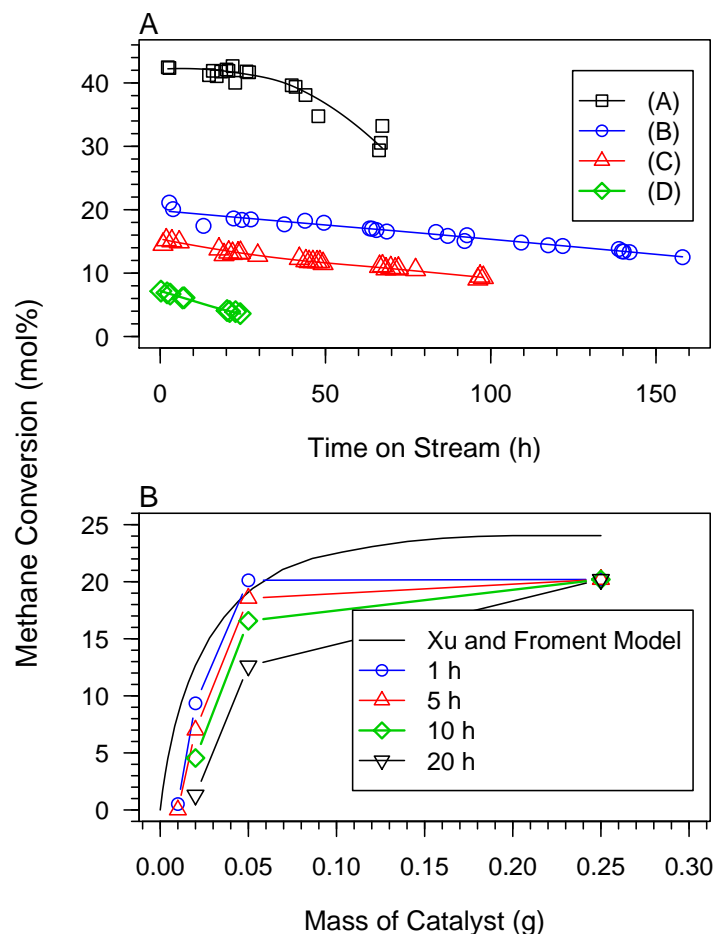 A
40
30
20
10
0
(A)
(B)
(C)
(D)
0 50 100 150
Time on Stream (h)
Methane Conversion (mol%)
B
25
20
15
10
5
0
Xu and Froment Model
1 h
5 h
10 h
20 h
0.00 0.05 0.10 0.15 0.20 0.25 0.30
Mass of Catalyst (g)